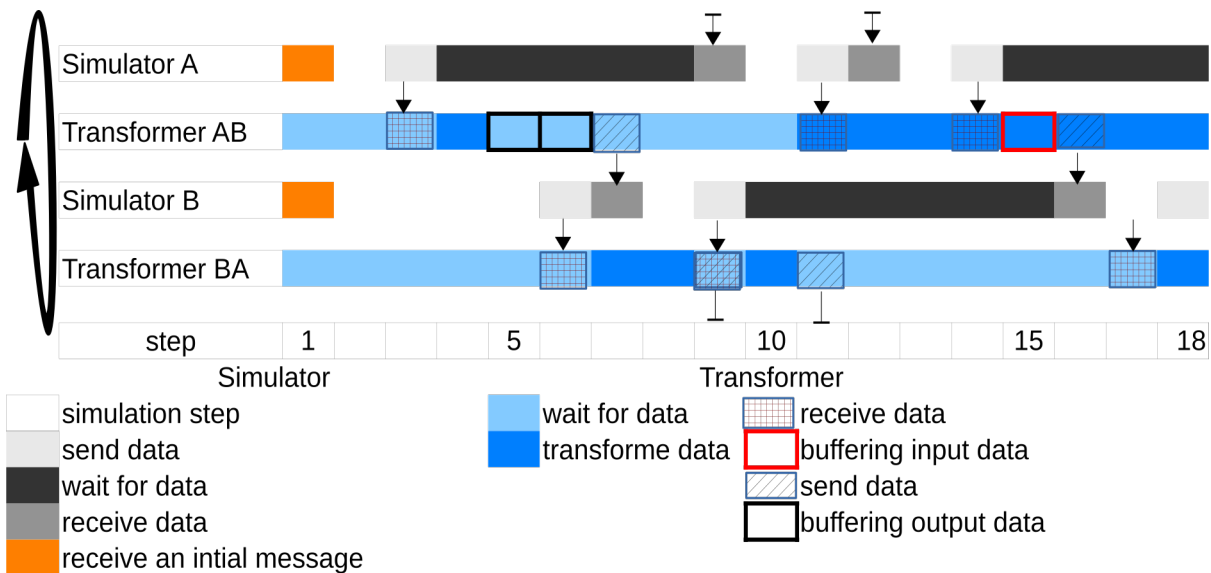 Simulator A
Transformer AB
Simulator B
Transformer BA
step 1 5 10 15 18
Simulator Transformer
simulation step wait for data receive data
send data transforme data buffering input data
wait for data send data
receive data buffering output data
receive an intial message